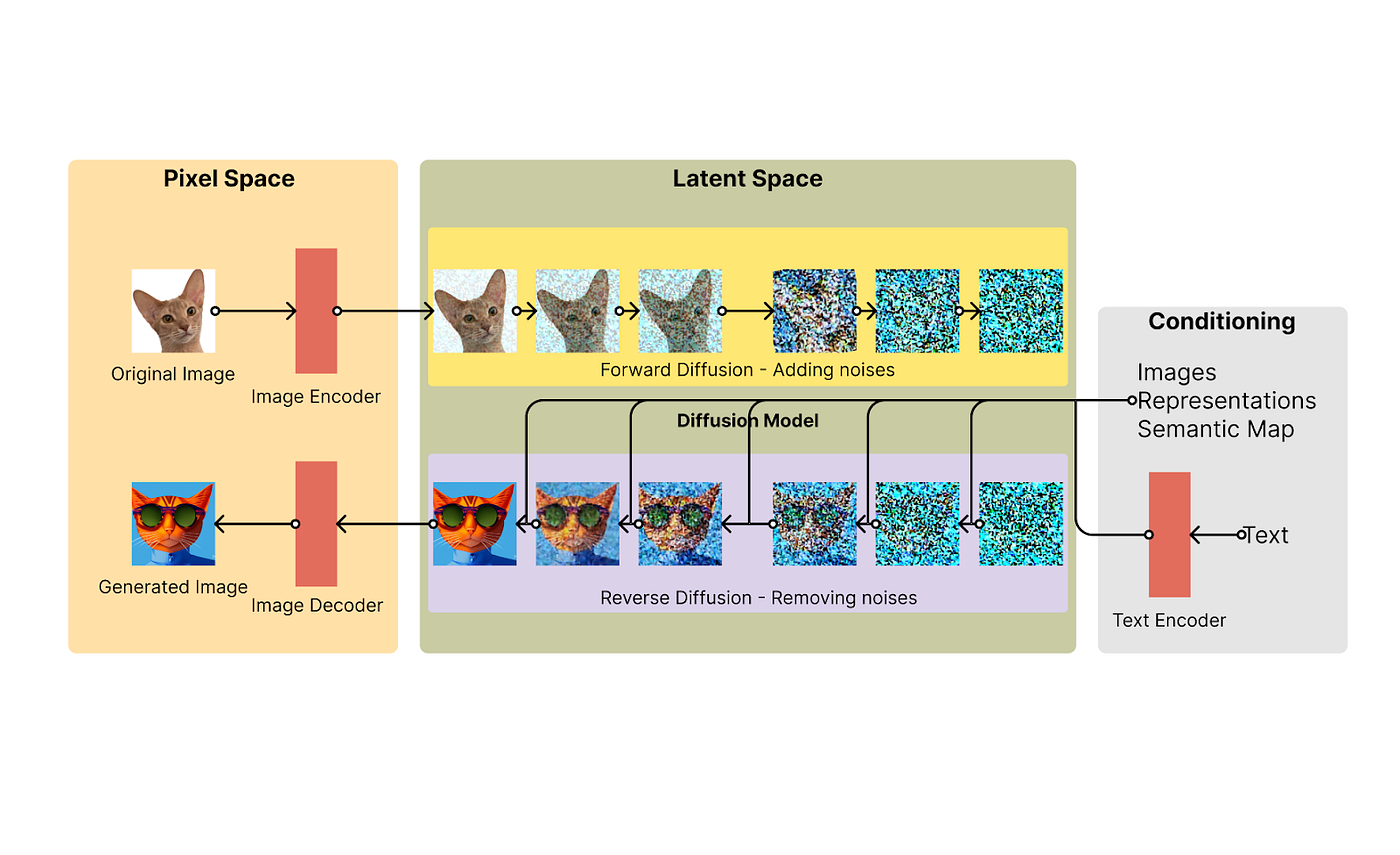 Pixel Space
Original Image
Image Encoder
Generated Image
Image Decoder
Latent Space
Forward Diffusion - Adding noises
Diffusion Model
Reverse Diffusion - Removing noises
Conditioning
Images
Representations
Semantic Map
Text
Text Encoder